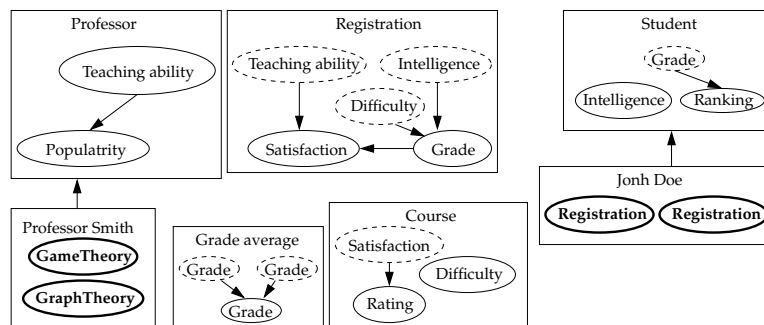 Professor
Teaching ability
Populatrity
Registration
Teaching ability
Intelligence
Difficulty
Satisfaction
Grade
Student
Grade
Intelligence
Ranking
Professor Smith
GameTheory
GraphTheory
Grade average
Grade
Grade
Grade
Course
Satisfaction
Difficulty
Rating
Jonh Doe
Registration
Registration